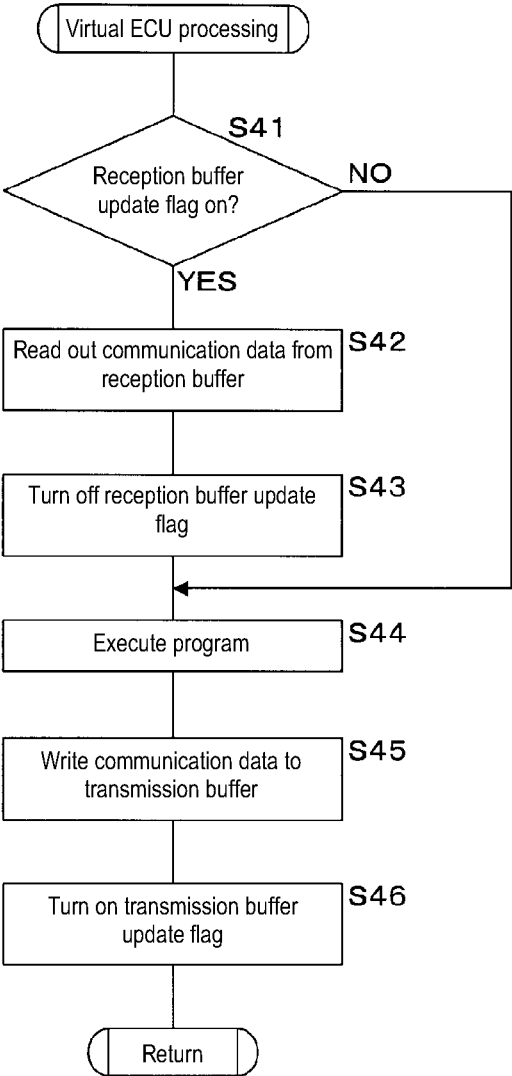 Virtual ECU processing
S41
Reception buffer
update flag on?
NO
YES
S42
Read out communication data from
reception buffer
S43
Turn off reception buffer update
flag
S44
Execute program
S45
Write communication data to
transmission buffer
S46
Turn on transmission buffer
update flag
Return